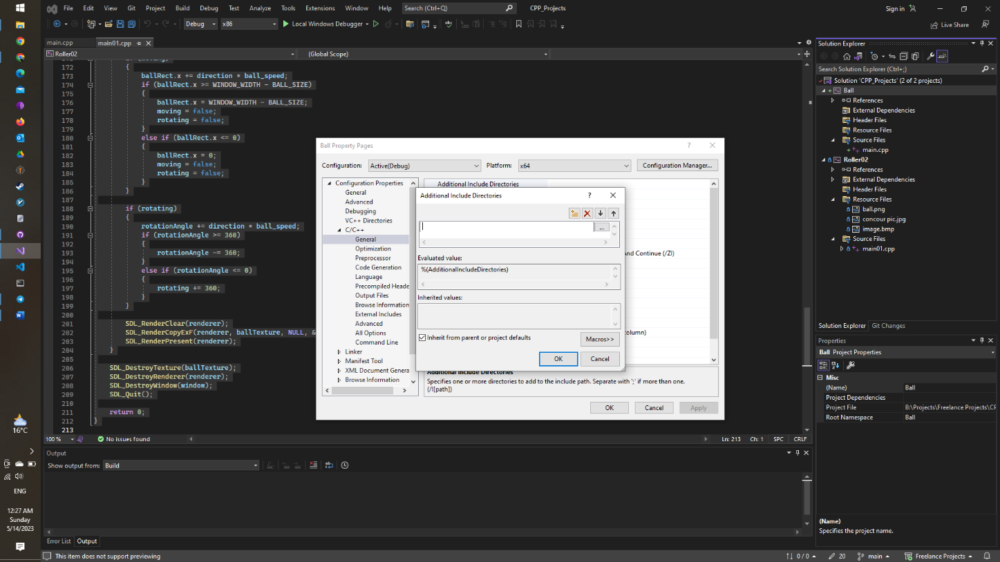 File Edit View Git Project Build Debug Test Analyze Tools Extensions Window Help Search (Ctrl+Q) CPP_Projects Sign in
Debug x86 Local Windows Debugger Live Share
main.cpp main01.cpp
Roller02 (Global Scope)
172
173 ballRect.x += direction * ball_speed;
174 if (ballRect.x >= WINDOW_WIDTH - BALL_SIZE)
175 {
176 ballRect.x = WINDOW_WIDTH - BALL_SIZE;
177 moving = false;
178 rotating = false;
179 }
180 else if (ballRect.x <= 0)
181 {
182 ballRect.x = 0;
183 moving = false;
184 rotating = false;
185 }
186 }
187
188 if (rotating)
189 {
190 rotationAngle += direction * ball_speed;
191 if (rotationAngle >= 360)
192 {
193 rotationAngle -= 360;
194 }
195 else if (rotationAngle <= 0)
196 {
197 rotating += 360;
198 }
199 }
200
201 SDL_RenderClear(renderer);
202 SDL_RenderCopyExF(renderer, ballTexture, NULL, &
203 SDL_RenderPresent(renderer);
204 }
205
206 SDL_DestroyTexture(ballTexture);
207 SDL_DestroyRenderer(renderer);
208 SDL_DestroyWindow(window);
209 SDL_Quit();
210
211 return 0;
212 }
213
100 % No issues found Ln: 213 Ch: 1 SPC CRLF
Output
Show output from: Build
Error List Output
This item does not support previewing 0 / 0 20 main Freelance Projects
Ball Property Pages
Configuration: Active(Debug) Platform: x64 Configuration Manager...
Configuration Properties
General
Advanced
Debugging
VC++ Directories
C/C++
General
Optimization
Preprocessor
Code Generation
Language
Precompiled Heade
Output Files
Browse Information
External Includes
Advanced
All Options
Command Line
Linker
Manifest Tool
XML Document Genera
Browse Information
Additional Include Directories
And Continue (/ZI)
olumn)
Additional Include Directories
Specifies one or more directories to add to the include path. Separate with ';' if more than one.
(/I[path])
OK Cancel Apply
Additional Include Directories
...
Evaluated value:
%(AdditionalIncludeDirectories)
Inherited values:
Inherit from parent or project defaults
Macros>>
OK Cancel
Solution Explorer
Search Solution Explorer (Ctrl+;)
Solution 'CPP_Projects' (2 of 2 projects)
Ball
References
External Dependencies
Header Files
Resource Files
Source Files
main.cpp
Roller02
References
External Dependencies
Header Files
Resource Files
ball.png
concour pic.jpg
image.bmp
Source Files
main01.cpp
Solution Explorer Git Changes
Properties
Ball Project Properties
Misc
(Name) Ball
Project Dependencies
Project File B:\Projects\Freelance Projects\CP
Root Namespace Ball
(Name)
Specifies the project name.
16°C
ENG
12:27 AM
Sunday
5/14/2023